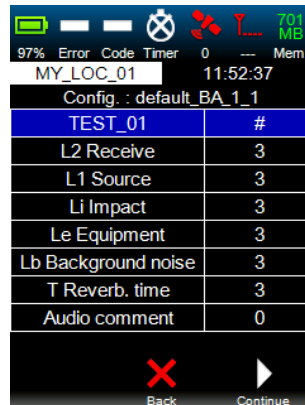 701
MB
97% Error Code Timer 0 --- Mem
MY_LOC_01 11:52:37
Config. : default_BA_1_1
TEST_01 #
L2 Receive 3
L1 Source 3
Li Impact 3
Le Equipment 3
Lb Background noise 3
T Reverb. time 3
Audio comment 0
Back Continue